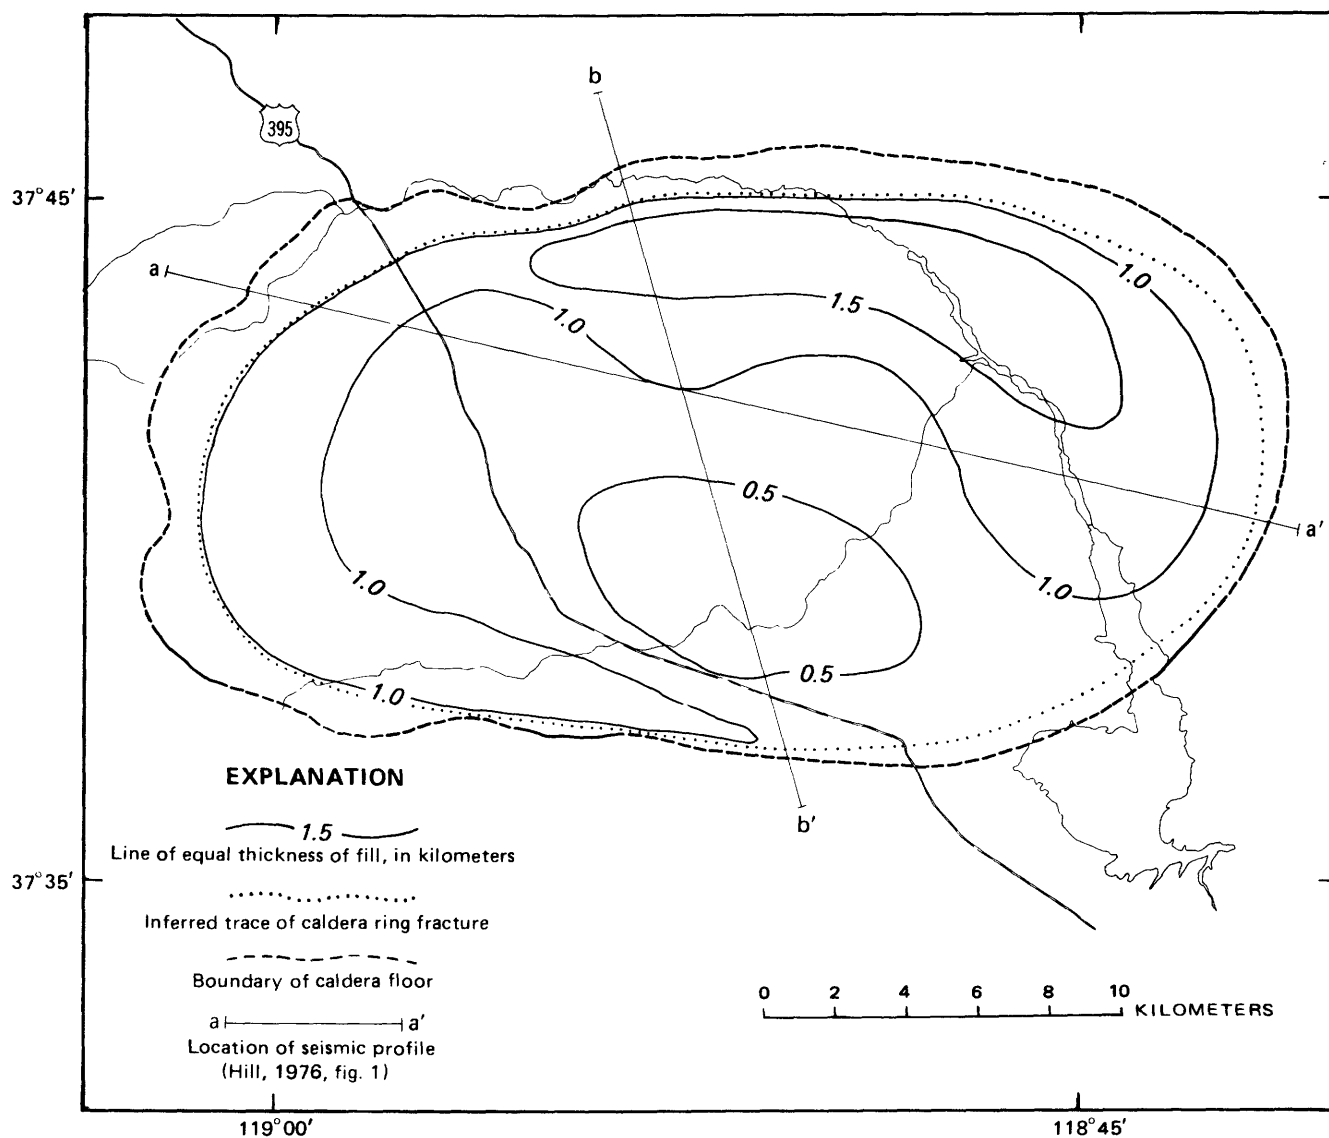 b
395
37°45'
a
1.0
1.5
1.0
0.5
a'
1.0
1.0
0.5
1.0
b'
EXPLANATION
1.5
Line of equal thickness of fill, in kilometers
Inferred trace of caldera ring fracture
Boundary of caldera floor
a a'
Location of seismic profile
(Hill, 1976, fig. 1)
37°35'
0 2 4 6 8 10 KILOMETERS
119°00'
118°45'